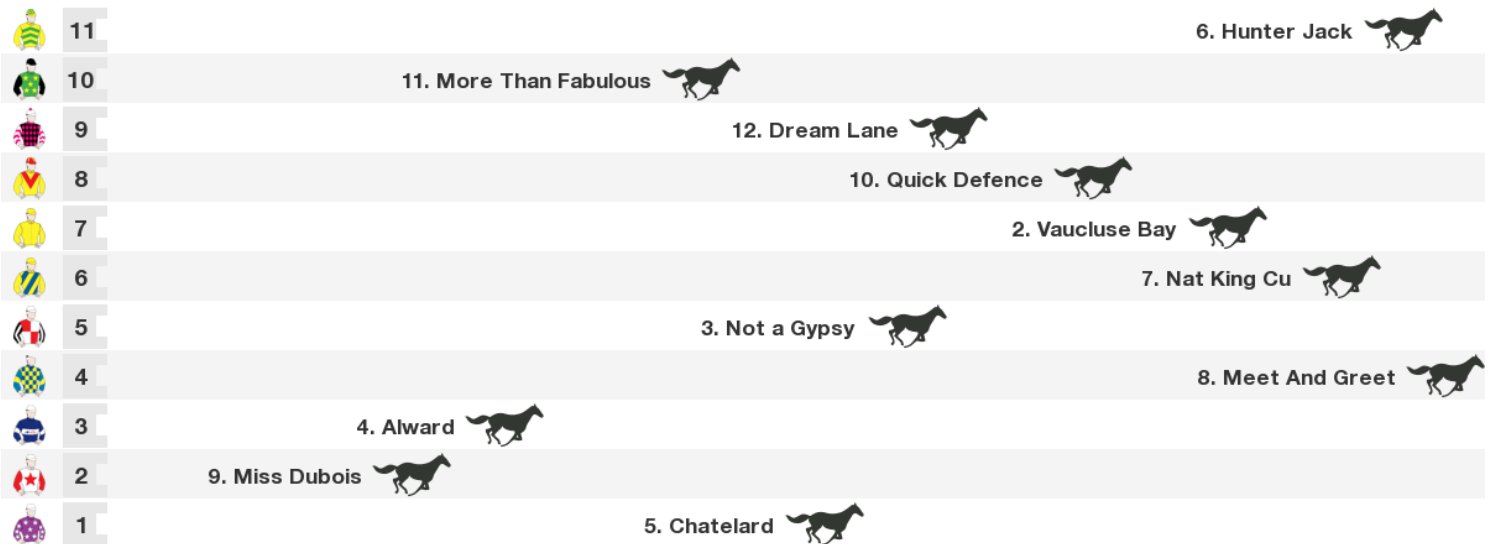 11 6. Hunter Jack
10 11. More Than Fabulous
9 12. Dream Lane
8 10. Quick Defence
7 2. Vaucluse Bay
6 7. Nat King Cu
5 3. Not a Gypsy
4 8. Meet And Greet
3 4. Alward
2 9. Miss Dubois
1 5. Chatelard